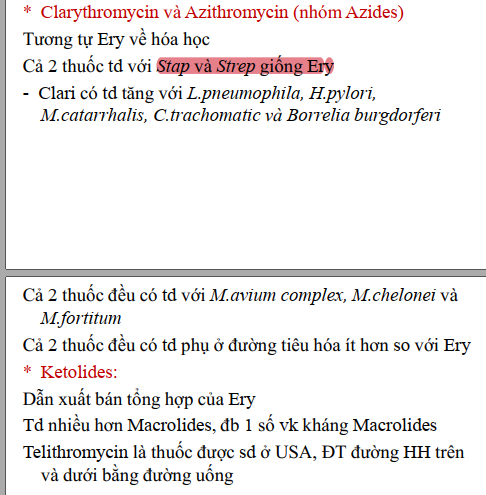 * Clarythromycin và Azithromycin (nhóm Azides)
Tương tự Ery về hóa học
Cả 2 thuốc td với Stap và Strep giống Ery
- Clari có td tăng với L.pneumophila, H.pylori,
M.catarrhalis, C.trachomatic và Borrelia burgdorferi
Cả 2 thuốc đều có td với M.avium complex, M.chelonei và
M.fortitum
Cả 2 thuốc đều có td phụ ở đường tiêu hóa ít hơn so với Ery
* Ketolides:
Dẫn xuất bán tổng hợp của Ery
Td nhiều hơn Macrolides, đb 1 số vk kháng Macrolides
Telithromycin là thuốc được sd ở USA, ĐT đường HH trên
và dưới bằng đường uống